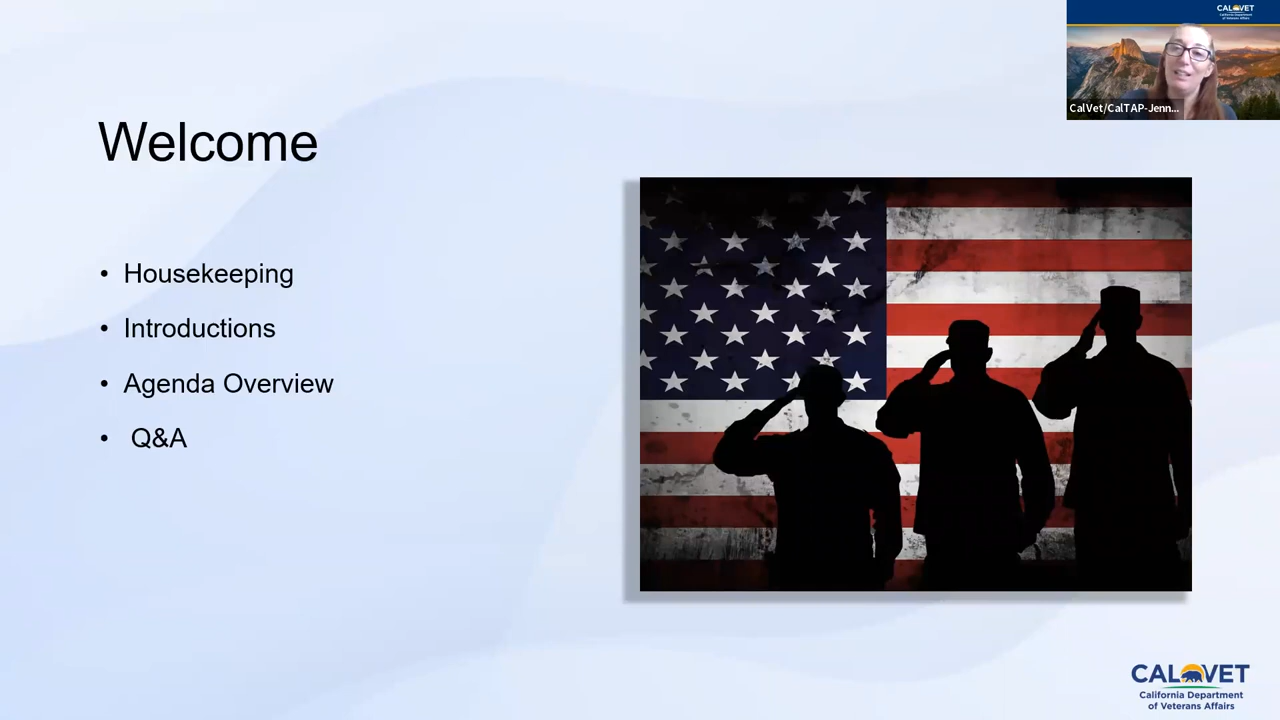 CALVET
California Department
of Veterans Affairs
CalVet/CalTAP-Jenn...
Welcome
• Housekeeping
• Introductions
• Agenda Overview
• Q&A
CALVET
California Department
of Veterans Affairs